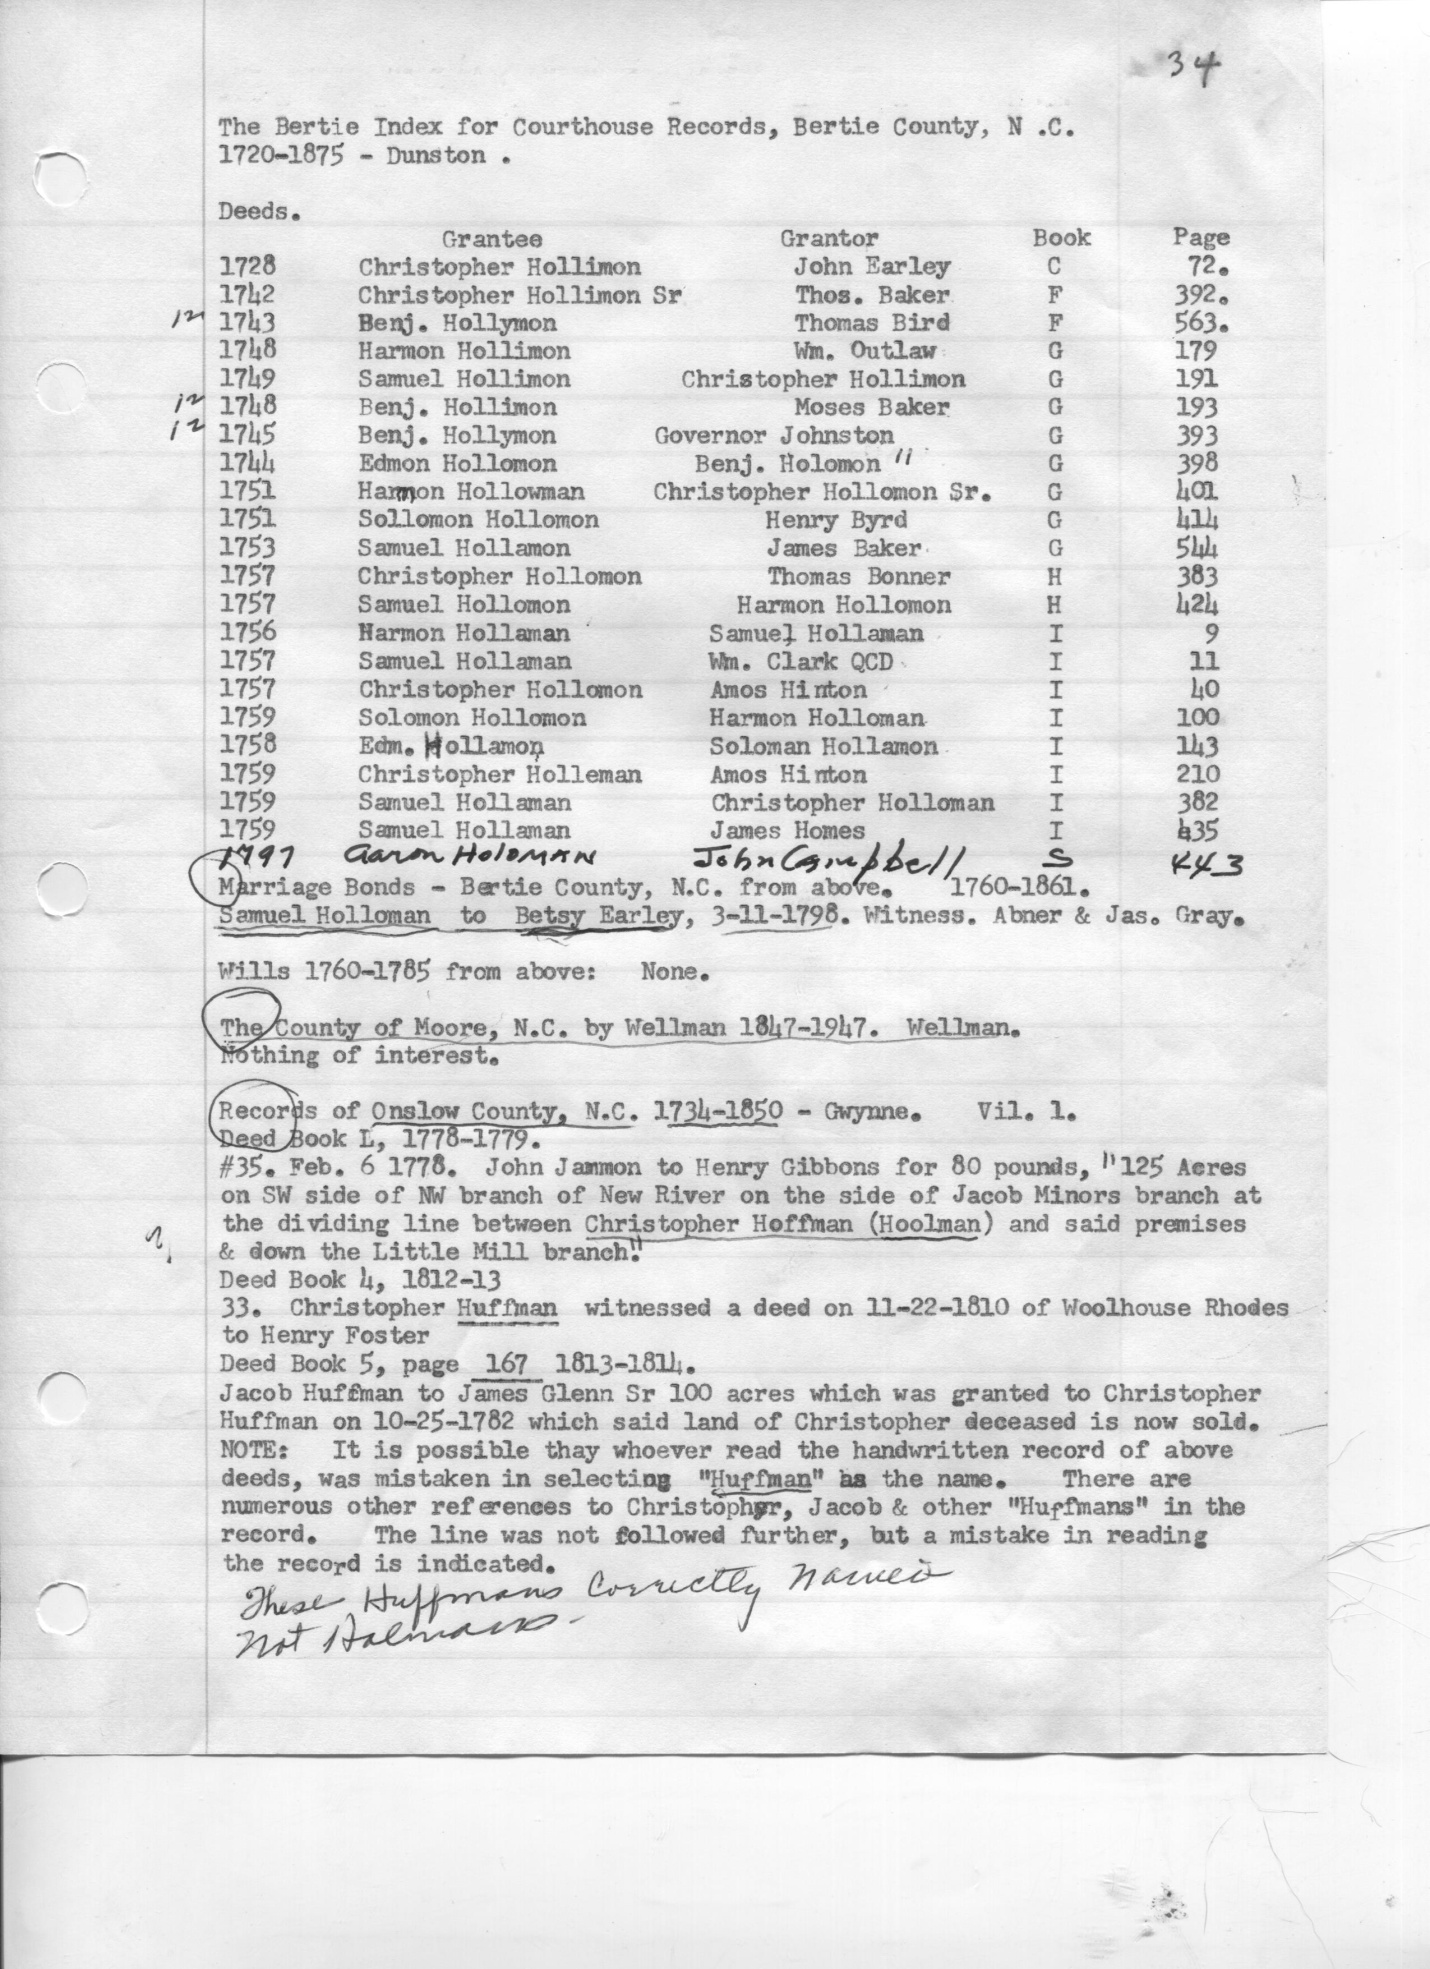 34
The Bertie Index for Courthouse Records, Bertie County, N .C.
1720-1875 - Dunston .
Deeds.
Grantee Grantor Book Page
1728 Christopher Hollimon John Earley C 72.
1742 Christopher Hollimon Sr Thos. Baker F 392.
12 1743 Benj. Hollymon Thomas Bird F 563.
1748 Harmon Hollimon Wm. Outlaw G 179
1749 Samuel Hollimon Christopher Hollimon G 191
12 1748 Benj. Hollimon Moses Baker G 193
12 1745 Benj. Hollymon Governor Johnston G 393
1744 Edmon Hollomon Benj. Holomon 11 G 398
1751 Harmon Hollowman Christopher Hollomon Sr. G 401
1751 Sollomon Hollomon Henry Byrd G 414
1753 Samuel Hollamon James Baker G 544
1757 Christopher Hollomon Thomas Bonner H 383
1757 Samuel Hollomon Harmon Hollomon H 424
1756 Harmon Hollaman Samuel Hollaman I 9
1757 Samuel Hollaman Wm. Clark QCD I 11
1757 Christopher Hollomon Amos Hinton I 40
1759 Solomon Hollomon Harmon Holloman I 100
1758 Edm. Hollamon Soloman Hollamon I 143
1759 Christopher Holleman Amos Hinton I 210
1759 Samuel Hollaman Christopher Holloman I 382
1759 Samuel Hollaman James Homes I 435
1797 Aaron Holoman John Campbell S 443
Marriage Bonds - Bertie County, N.C. from above. 1760-1861.
Samuel Holloman to Betsy Earley, 3-11-1798. Witness. Abner & Jas. Gray.
Wills 1760-1785 from above: None.
The County of Moore, N.C. by Wellman 1847-1947. Wellman.
Nothing of interest.
Records of Onslow County, N.C. 1734-1850 - Gwynne. Vil. 1.
Deed Book L, 1778-1779.
#35. Feb. 6 1778. John Jammon to Henry Gibbons for 80 pounds, "125 Acres
on SW side of NW branch of New River on the side of Jacob Minors branch at
the dividing line between Christopher Hoffman (Hoolman) and said premises
& down the Little Mill branch."
Deed Book 4, 1812-13
33. Christopher Huffman witnessed a deed on 11-22-1810 of Woolhouse Rhodes
to Henry Foster
Deed Book 5, page 167 1813-1814.
Jacob Huffman to James Glenn Sr 100 acres which was granted to Christopher
Huffman on 10-25-1782 which said land of Christopher deceased is now sold.
NOTE: It is possible thay whoever read the handwritten record of above
deeds, was mistaken in selecting "Huffman" as the name. There are
numerous other references to Christophyr, Jacob & other "Huffmans" in the
record. The line was not followed further, but a mistake in reading
the record is indicated.
These Huffmans Correctly Named
Not Holmans.